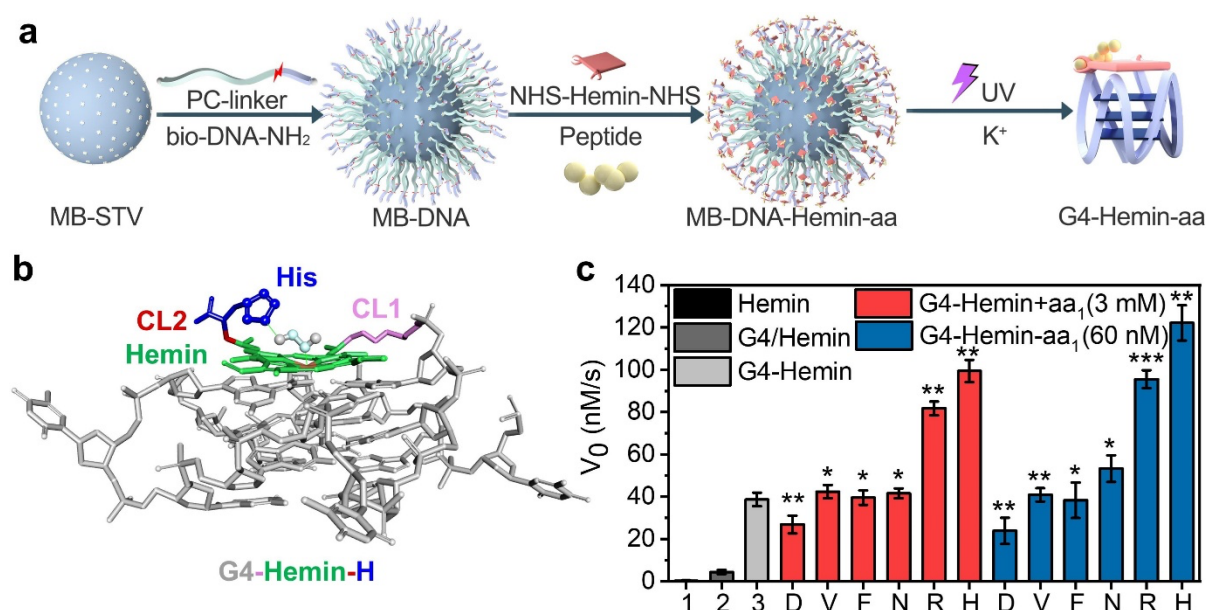 a
PC-linker
bio-DNA-NH₂
NHS-Hemin-NHS
Peptide
UV
K⁺
MB-STV
MB-DNA
MB-DNA-Hemin-aa
G4-Hemin-aa
b
His
CL2
CL1
Hemin
G4-Hemin-H
c
Hemin
G4/Hemin
G4-Hemin
G4-Hemin+aa₁(3 mM)
G4-Hemin-aa₁(60 nM)
V₀ (nM/s)
140
120
100
80
60
40
20
0
** * * * ** ** ** ** * * *** **
1 2 3 D V F N R H D V F N R H